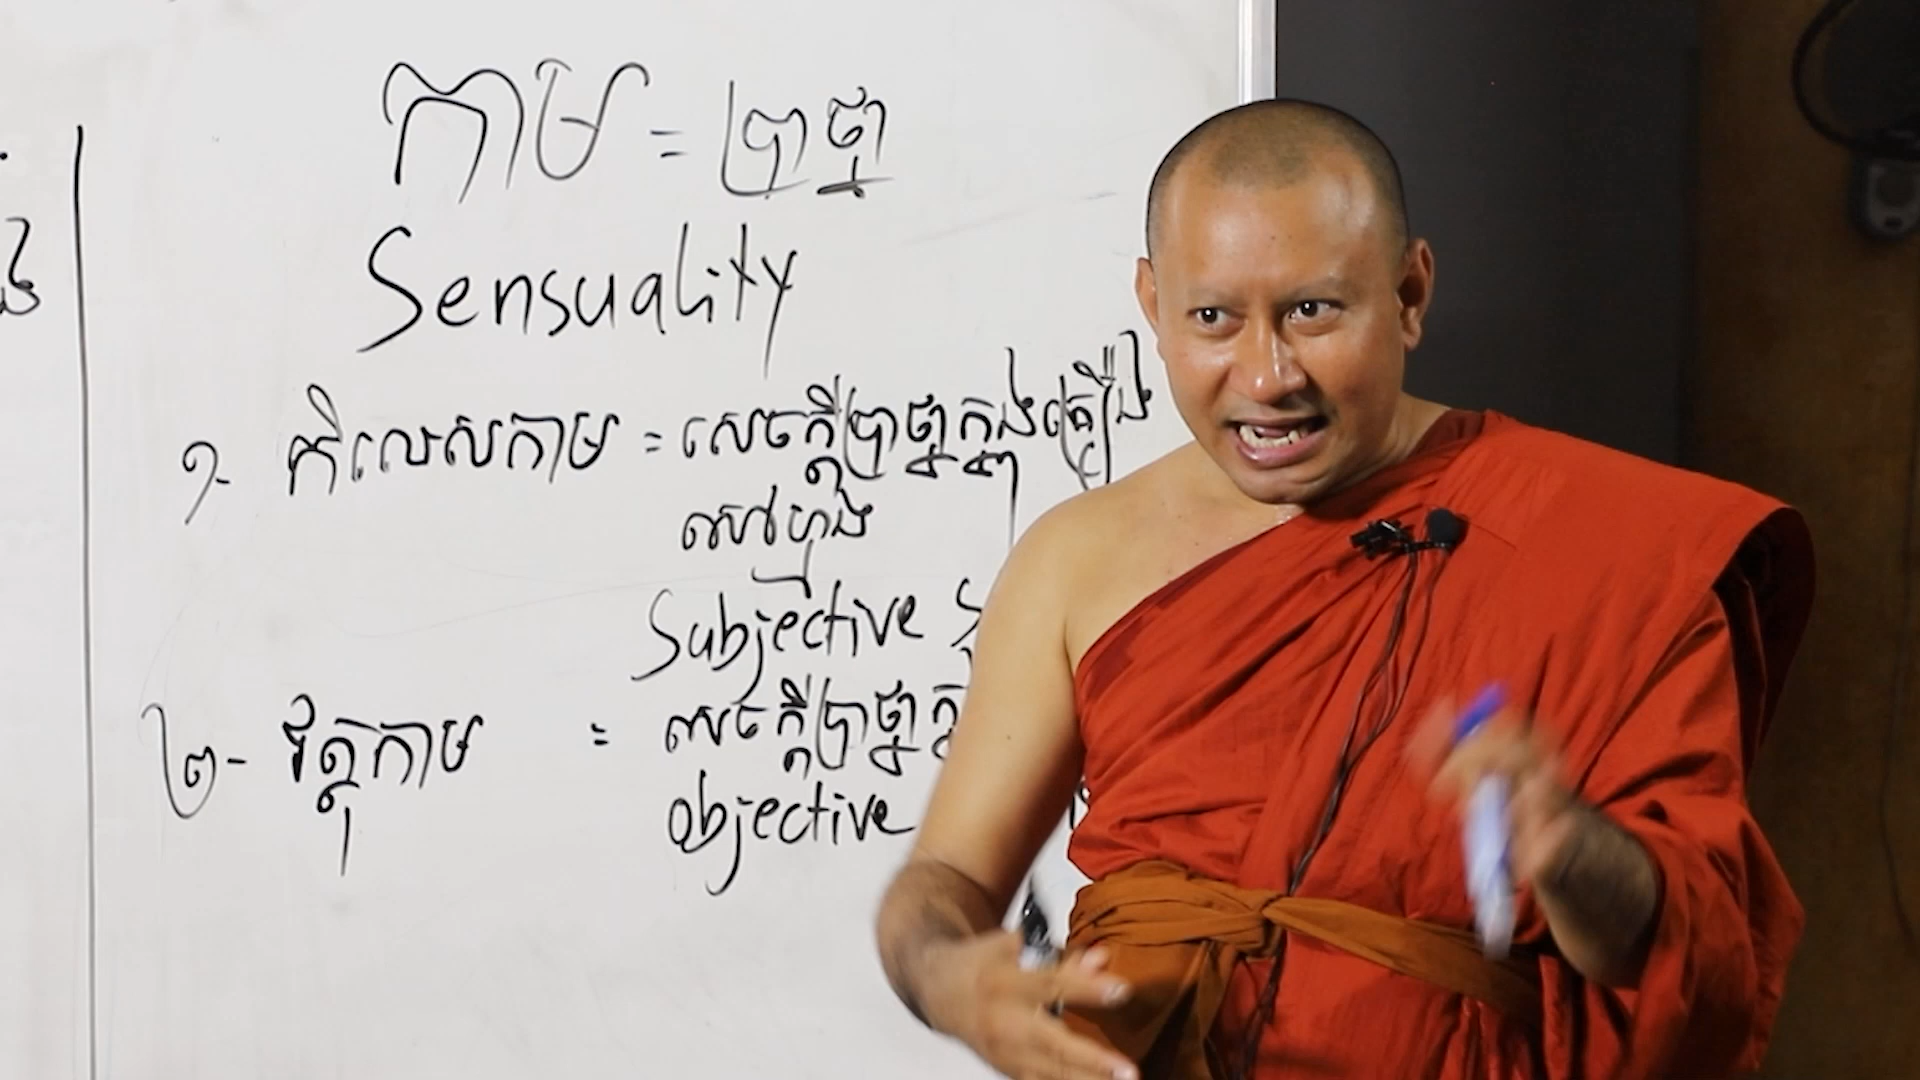 កាម = ប្រាថ្នា
Sensuality
១- កិលេសកាម = សេចក្តីប្រាថ្នាក្នុងគ្រឿង
សៅហ្មង
Subjective
២- វត្ថុកាម = សេចក្តីប្រាថ្នា
objective